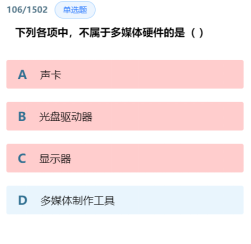 106/1502 单选题
下列各项中，不属于多媒体硬件的是（ ）
A 声卡
B 光盘驱动器
C 显示器
D 多媒体制作工具